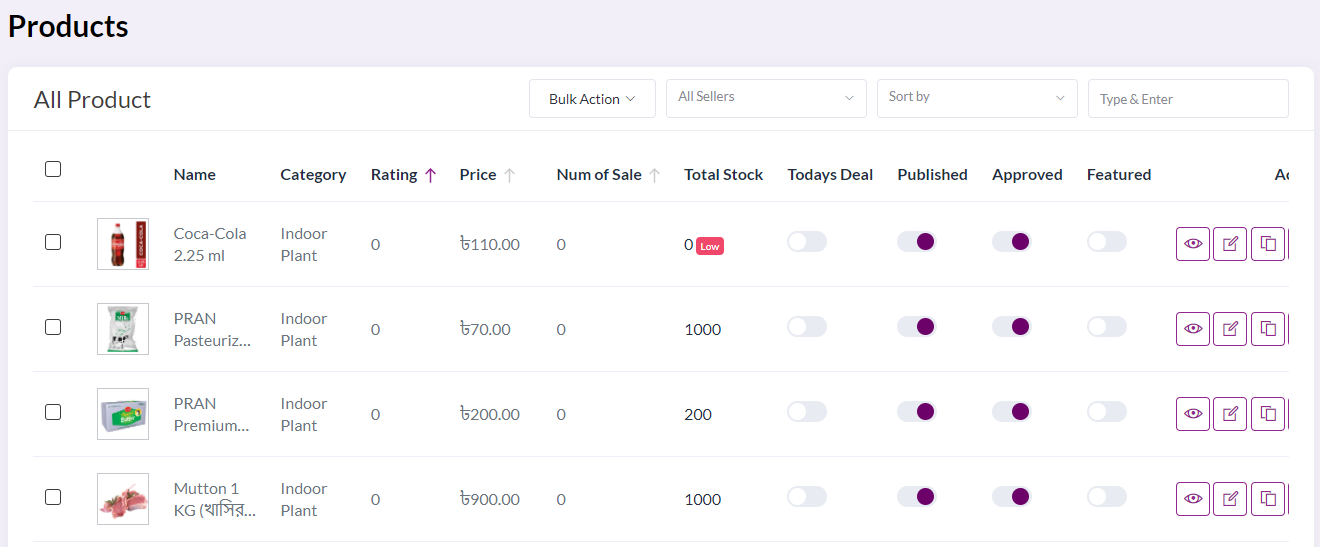 Products
All Product
Bulk Action
All Sellers
Sort by
Type & Enter
Name Category Rating Price Num of Sale Total Stock Todays Deal Published Approved Featured
Coca-Cola
2.25 ml
Indoor
Plant
0 ৳110.00 0 0 Low
PRAN
Pasteuriz...
Indoor
Plant
0 ৳70.00 0 1000
PRAN
Premium...
Indoor
Plant
0 ৳200.00 0 200
Mutton 1
KG (খাসির...
Indoor
Plant
0 ৳900.00 0 1000